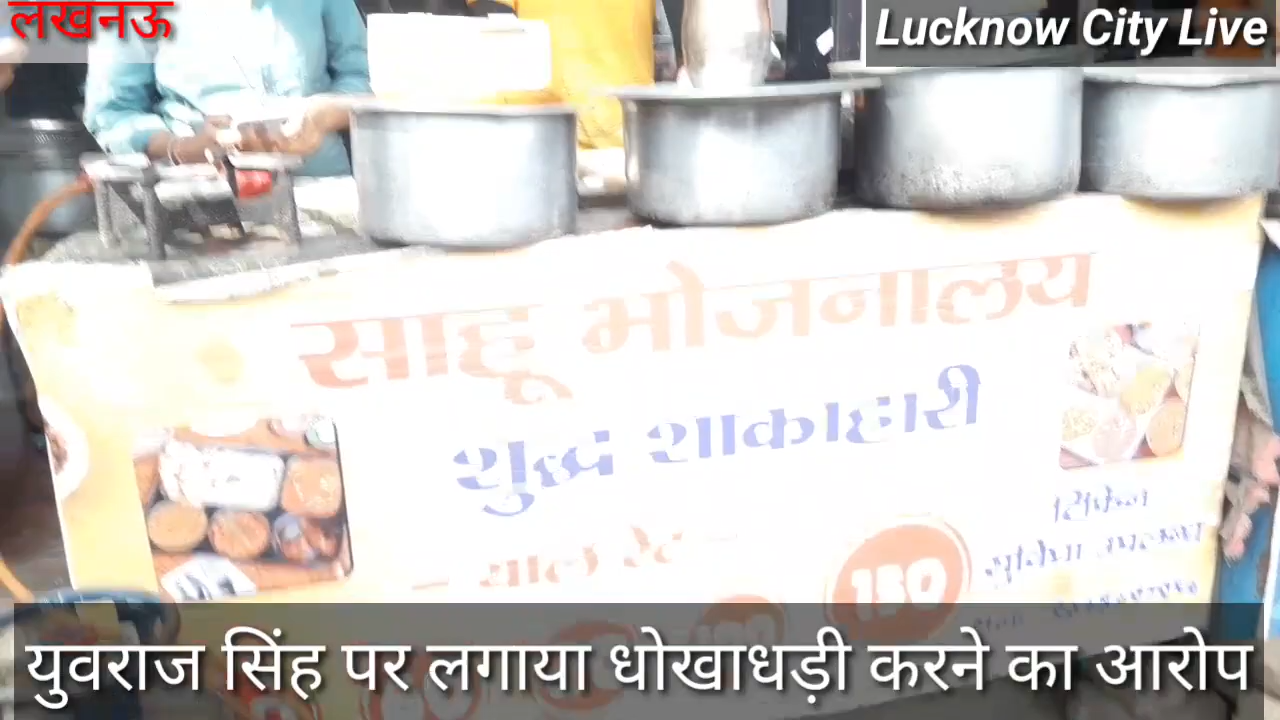 लखनऊ
Lucknow City Live
साहू भोजनालय
शुद्ध शाकाहारी
थाली रेट
150
युवराज सिंह पर लगाया धोखाधड़ी करने का आरोप